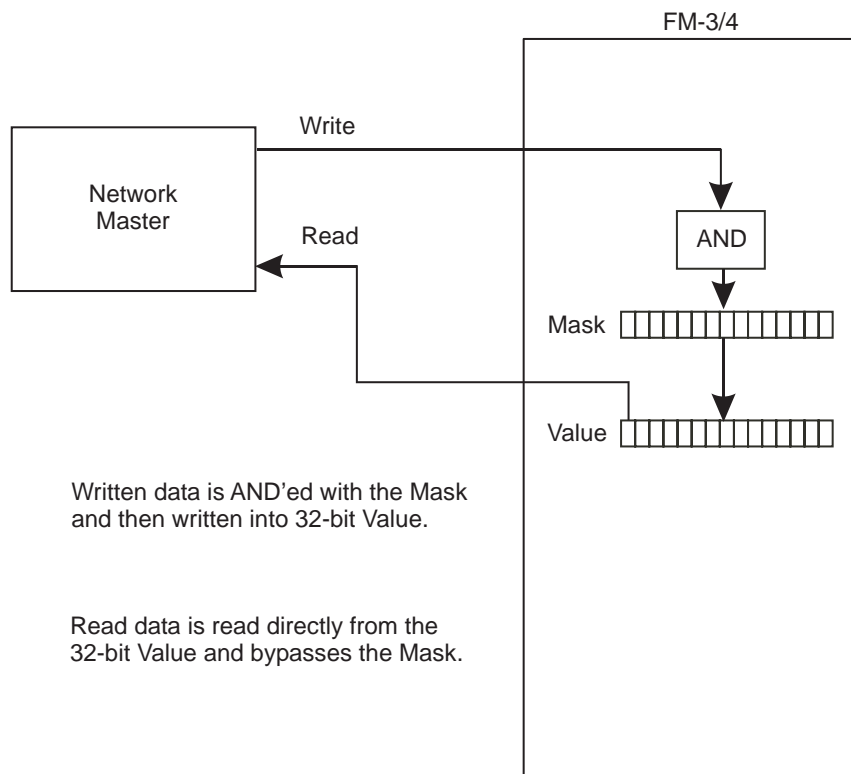 FM-3/4
Write
Network
Master
Read
AND
Mask
Value
Written data is AND'ed with the Mask
and then written into 32-bit Value.
Read data is read directly from the
32-bit Value and bypasses the Mask.